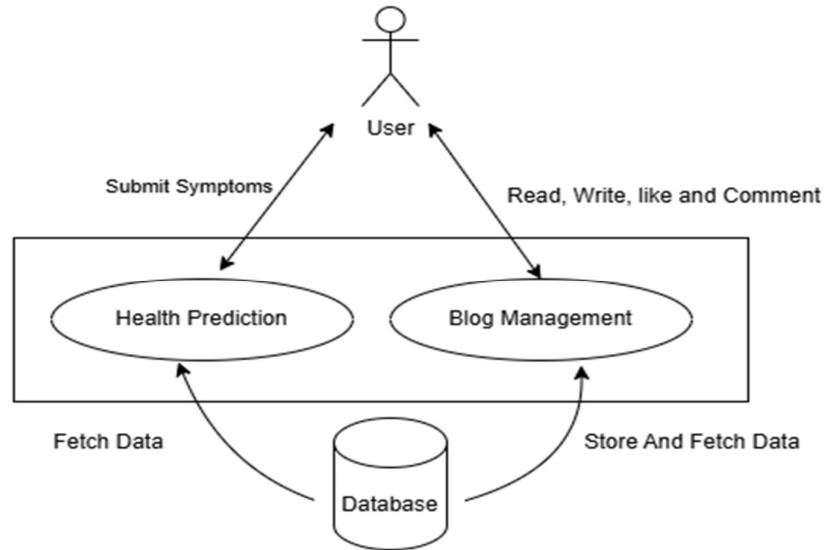 User
Submit Symptoms
Read, Write, like and Comment
Health Prediction
Blog Management
Fetch Data
Store And Fetch Data
Database